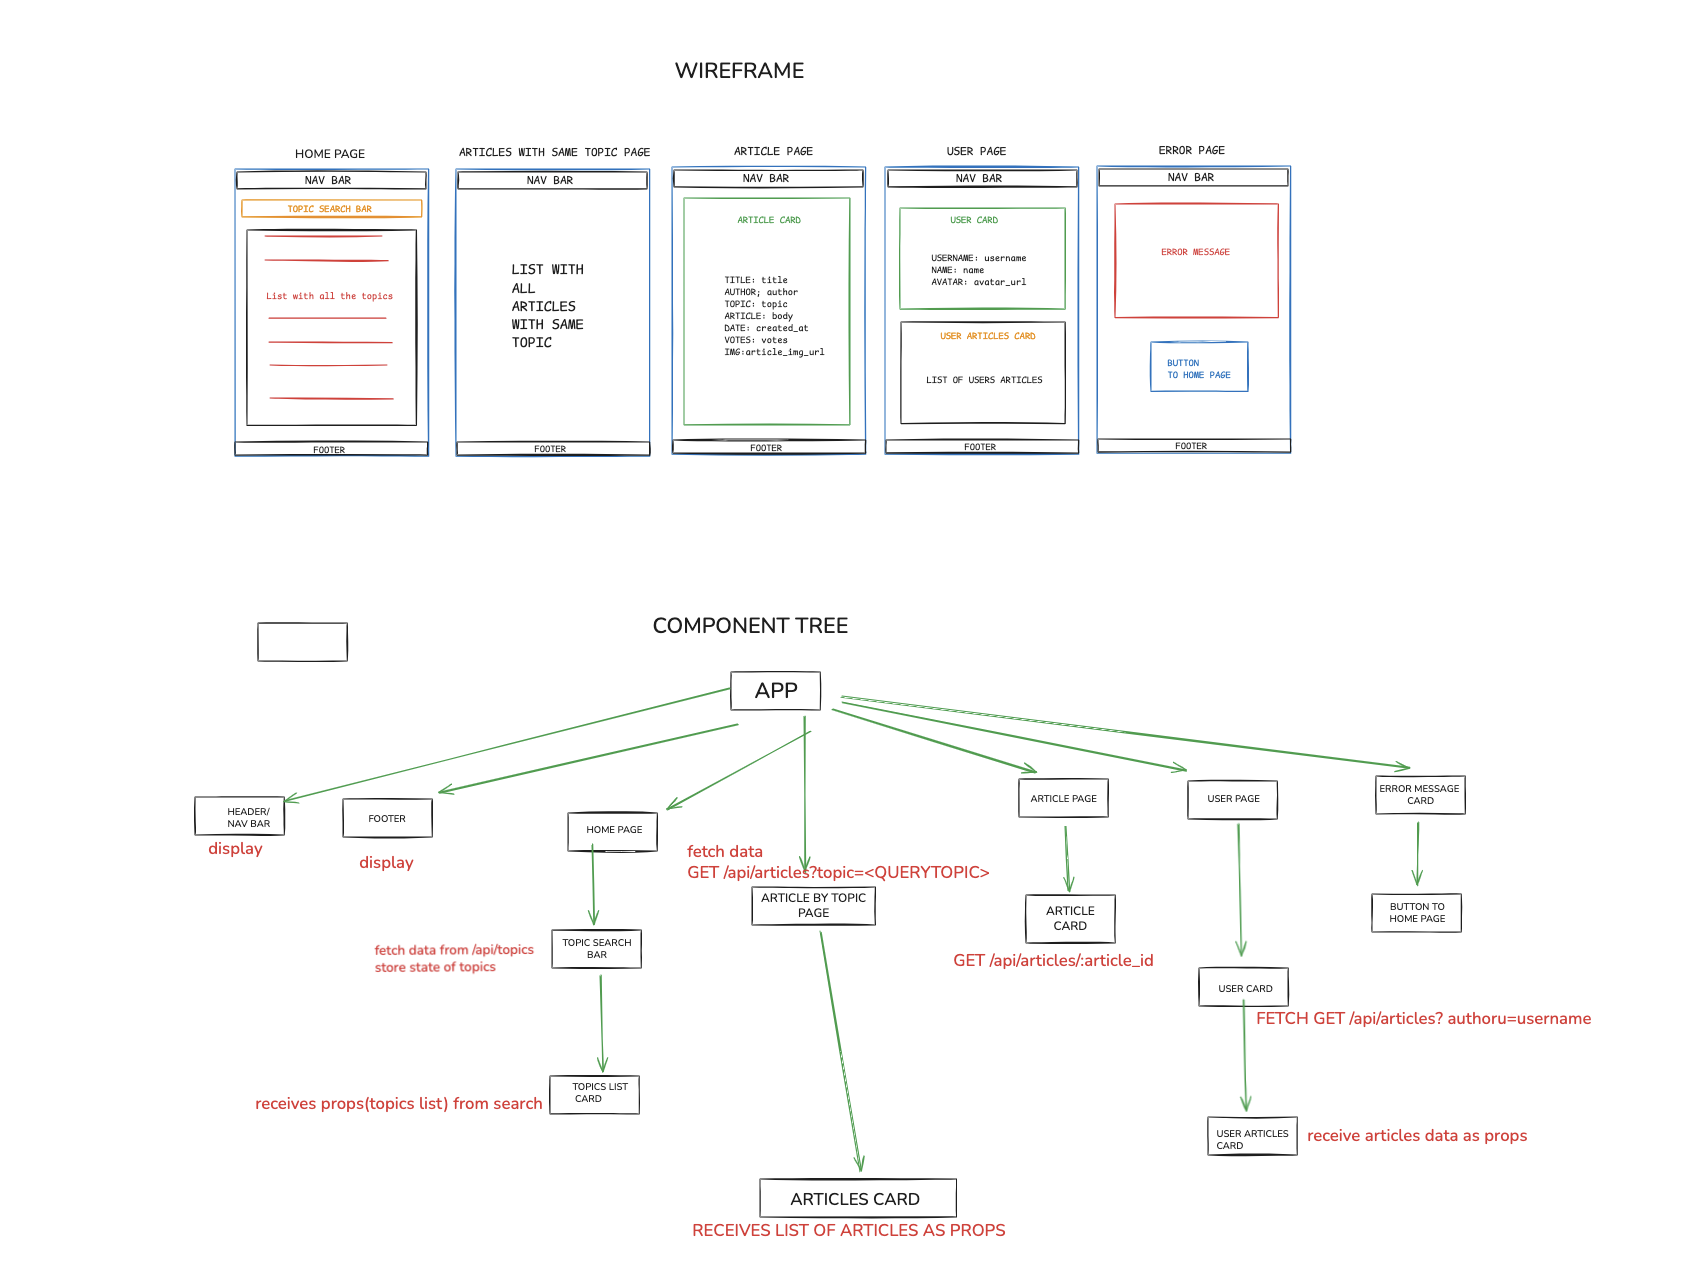 WIREFRAME
HOME PAGE
NAV BAR
TOPIC SEARCH BAR
List with all the topics
FOOTER
ARTICLES WITH SAME TOPIC PAGE
NAV BAR
LIST WITH
ALL
ARTICLES
WITH SAME
TOPIC
FOOTER
ARTICLE PAGE
NAV BAR
ARTICLE CARD
TITLE: title
AUTHOR; author
TOPIC: topic
ARTICLE: body
DATE: created_at
VOTES: votes
IMG:article_img_url
FOOTER
USER PAGE
NAV BAR
USER CARD
USERNAME: username
NAME: name
AVATAR: avatar_url
USER ARTICLES CARD
LIST OF USERS ARTICLES
FOOTER
ERROR PAGE
NAV BAR
ERROR MESSAGE
BUTTON
TO HOME PAGE
FOOTER
COMPONENT TREE
APP
HEADER/
NAV BAR
display
FOOTER
display
HOME PAGE
fetch data from /api/topics
store state of topics
TOPIC SEARCH
BAR
receives props(topics list) from search
TOPICS LIST
CARD
fetch data
GET /api/articles?topic=<QUERYTOPIC>
ARTICLE BY TOPIC
PAGE
ARTICLES CARD
RECEIVES LIST OF ARTICLES AS PROPS
ARTICLE PAGE
ARTICLE
CARD
GET /api/articles/:article_id
USER PAGE
USER CARD
FETCH GET /api/articles? authoru=username
USER ARTICLES
CARD
receive articles data as props
ERROR MESSAGE
CARD
BUTTON TO
HOME PAGE